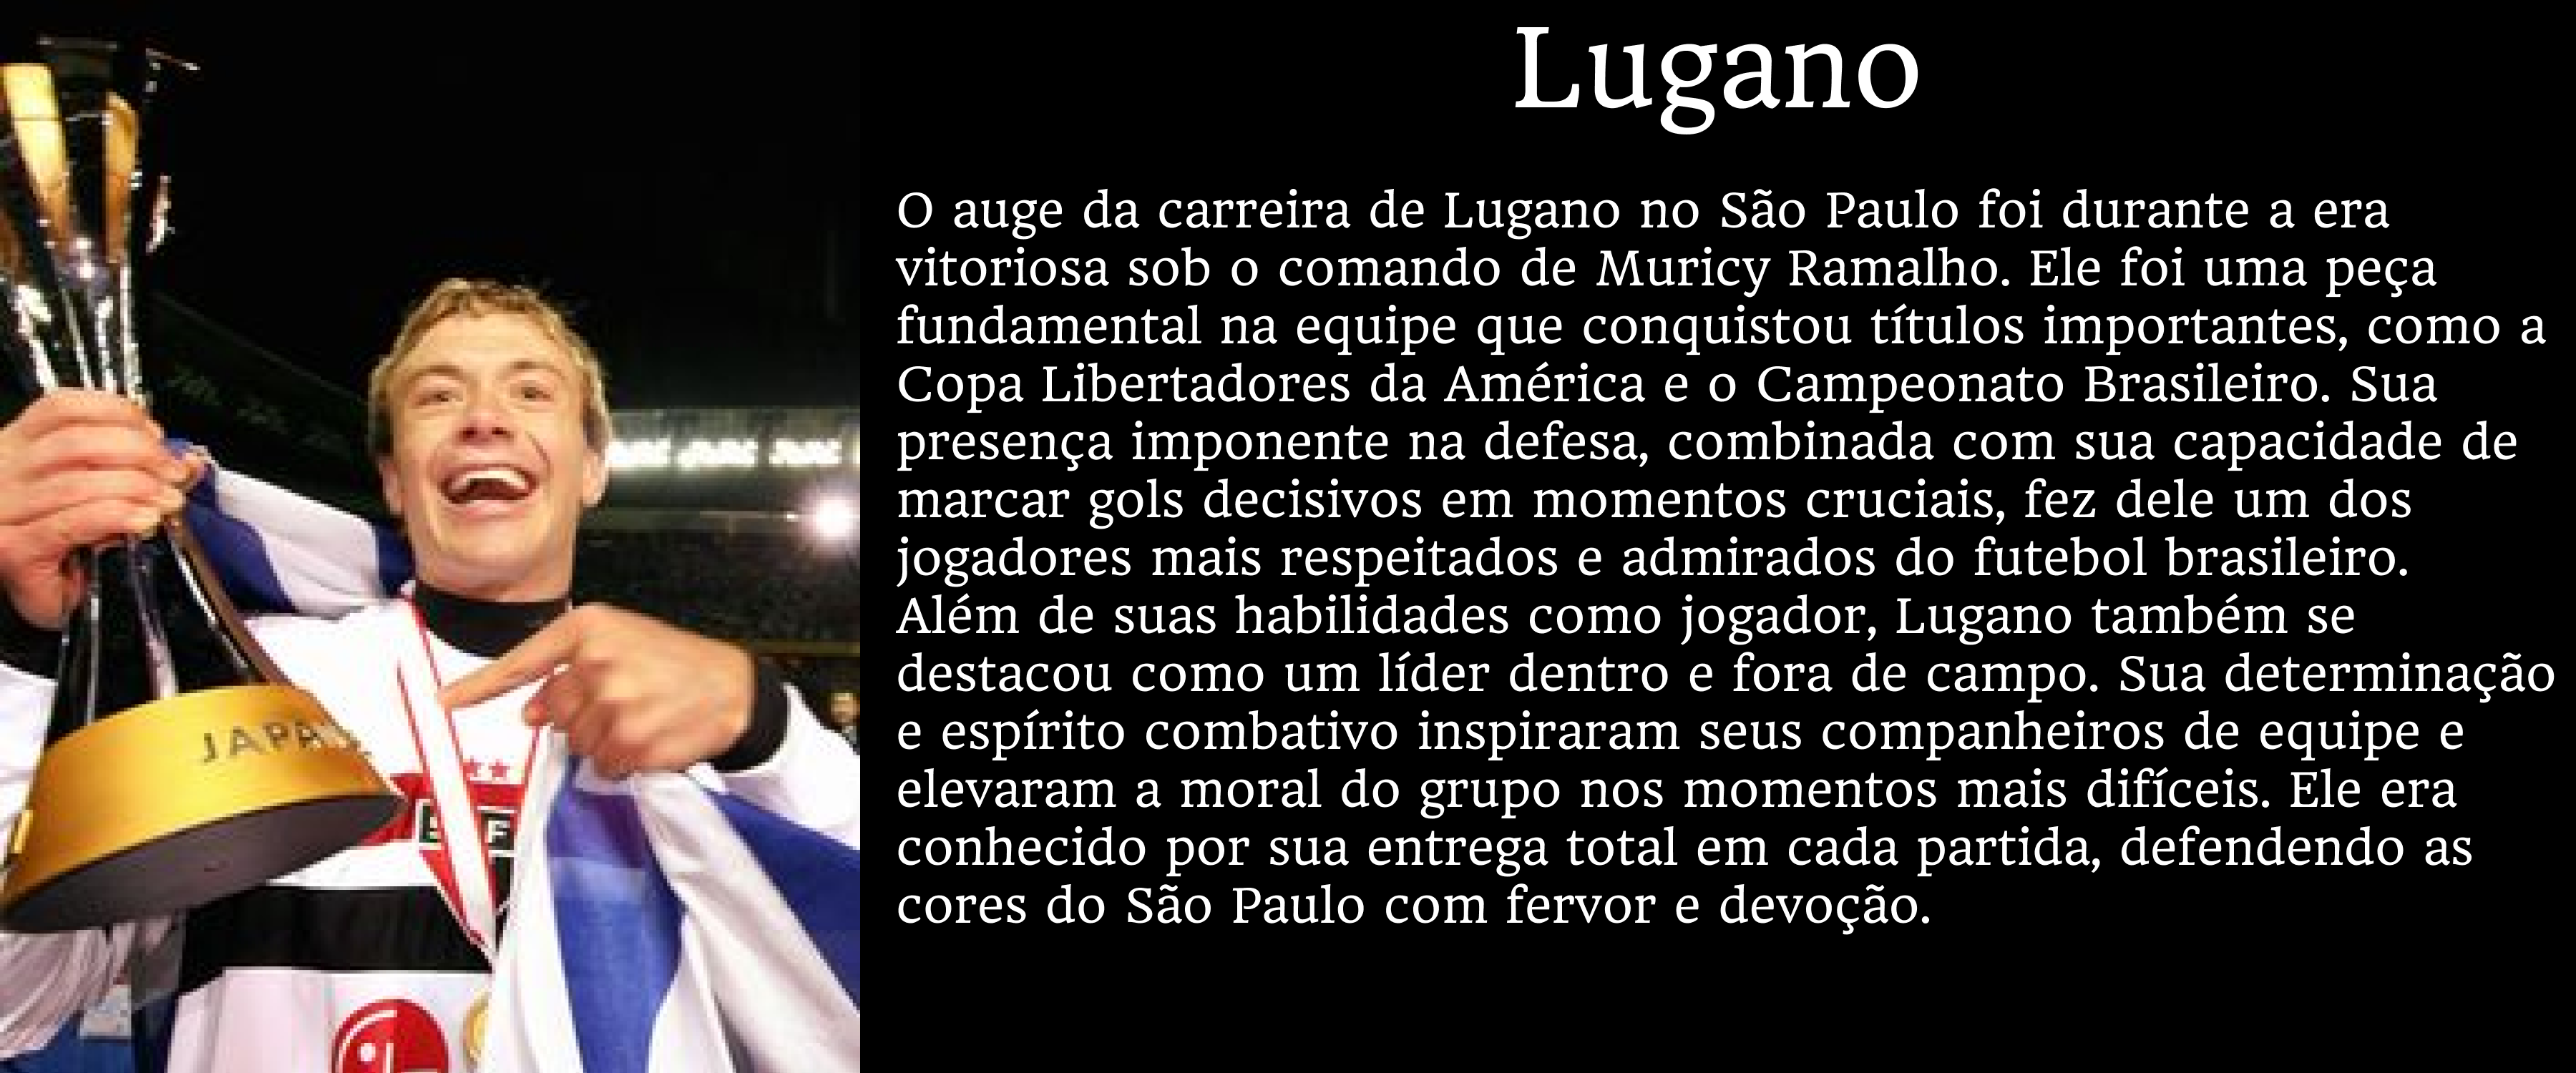 Lugano
O auge da carreira de Lugano no São Paulo foi durante a era
vitoriosa sob o comando de Muricy Ramalho. Ele foi uma peça
fundamental na equipe que conquistou títulos importantes, como a
Copa Libertadores da América e o Campeonato Brasileiro. Sua
presença imponente na defesa, combinada com sua capacidade de
marcar gols decisivos em momentos cruciais, fez dele um dos
jogadores mais respeitados e admirados do futebol brasileiro.
Além de suas habilidades como jogador, Lugano também se
destacou como um líder dentro e fora de campo. Sua determinação
e espírito combativo inspiraram seus companheiros de equipe e
elevaram a moral do grupo nos momentos mais difíceis. Ele era
conhecido por sua entrega total em cada partida, defendendo as
cores do São Paulo com fervor e devoção.
JAPA